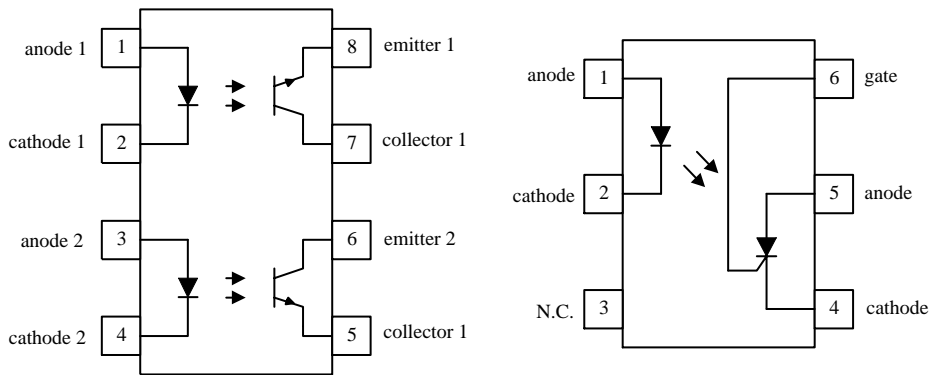 anode 1
1
8
emitter 1
cathode 1
2
7
collector 1
anode 2
3
6
emitter 2
cathode 2
4
5
collector 1
anode
1
6
gate
cathode
2
5
anode
N.C.
3
4
cathode